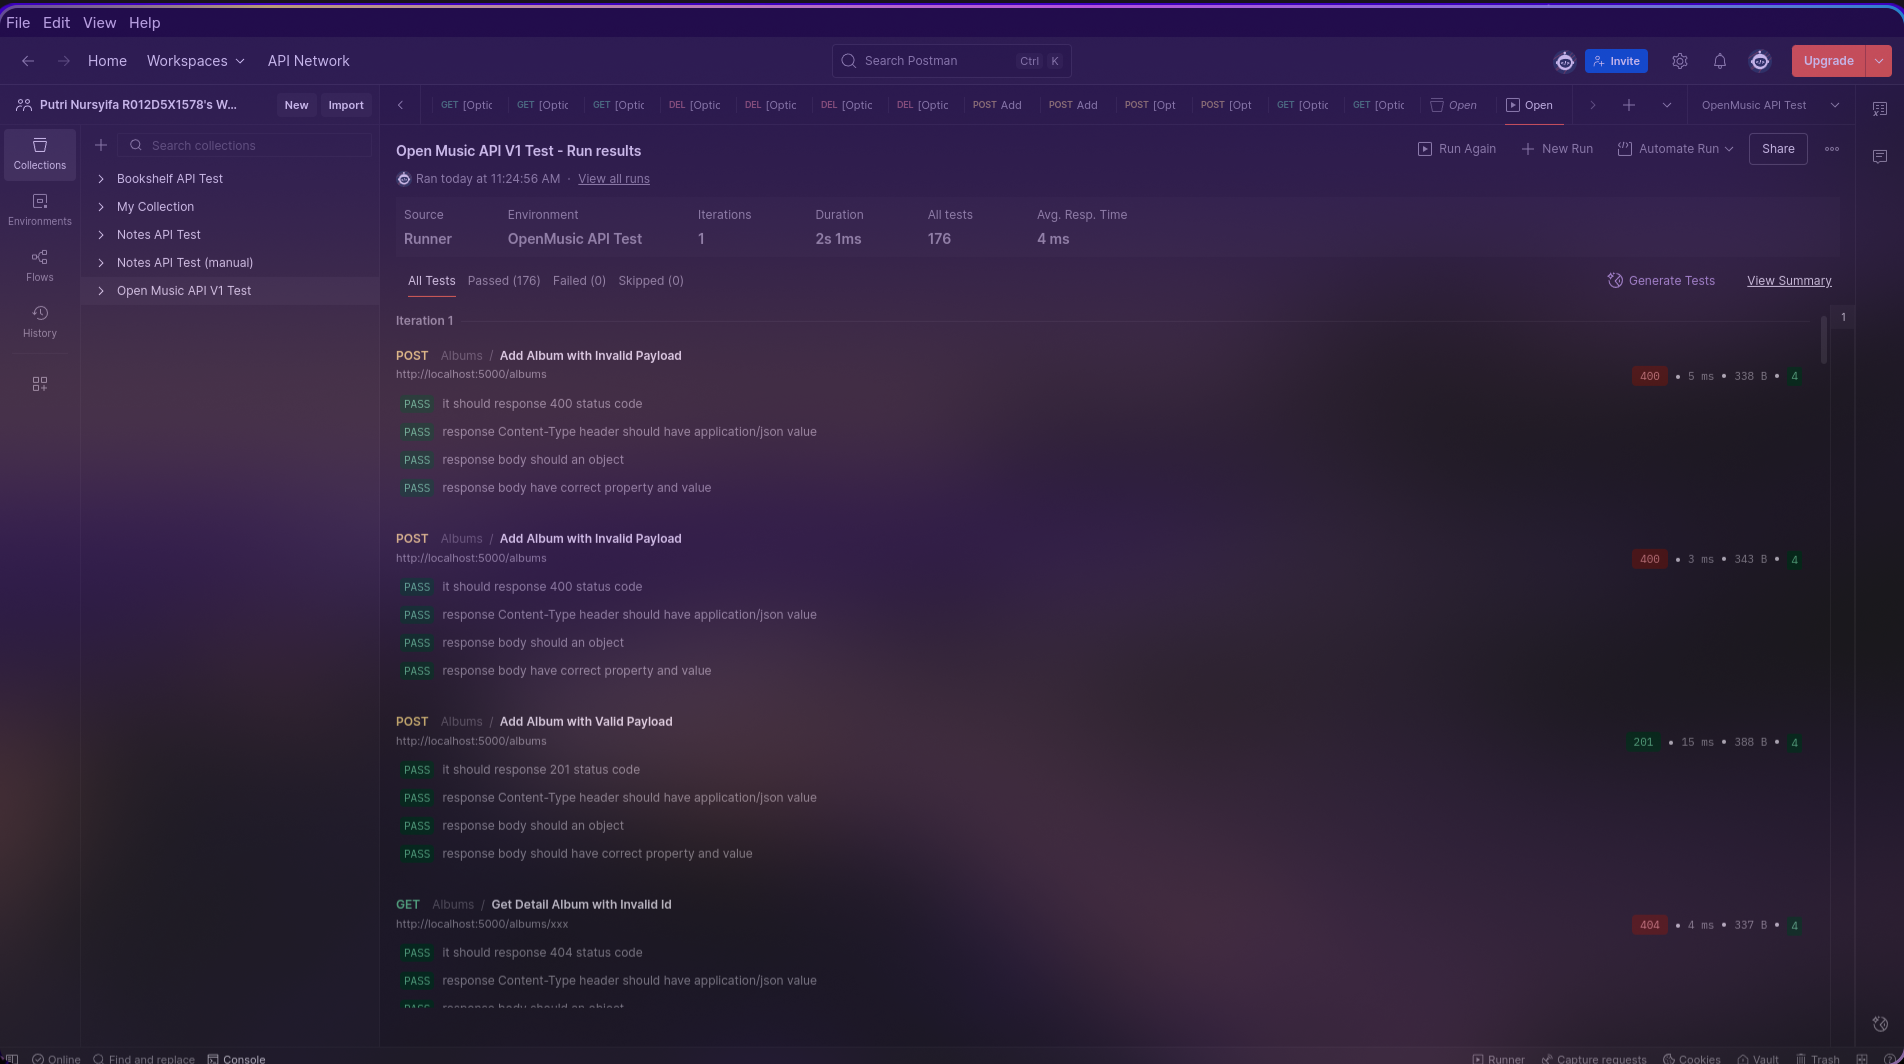 File Edit View Help
Home Workspaces API Network Search Postman Ctrl K Invite Upgrade
Putri Nursyifa R012D5X1578's W... New Import GET [Optic GET [Optic GET [Optic DEL [Optic DEL [Optic DEL [Optic DEL [Optic POST Add POST Add POST [Opt POST [Opt GET [Optic GET [Optic Open Open OpenMusic API Test
Collections
Environments
Flows
History
Search collections
Bookshelf API Test
My Collection
Notes API Test
Notes API Test (manual)
Open Music API V1 Test
Open Music API V1 Test - Run results Run Again New Run Automate Run Share
Ran today at 11:24:56 AM · View all runs
Source Environment Iterations Duration All tests Avg. Resp. Time
Runner OpenMusic API Test 1 2s 1ms 176 4 ms
All Tests Passed (176) Failed (0) Skipped (0) Generate Tests View Summary
Iteration 1 1
POST Albums / Add Album with Invalid Payload
http://localhost:5000/albums 400 • 5 ms • 338 B • 4
PASS it should response 400 status code
PASS response Content-Type header should have application/json value
PASS response body should an object
PASS response body have correct property and value
POST Albums / Add Album with Invalid Payload
http://localhost:5000/albums 400 • 3 ms • 343 B • 4
PASS it should response 400 status code
PASS response Content-Type header should have application/json value
PASS response body should an object
PASS response body have correct property and value
POST Albums / Add Album with Valid Payload
http://localhost:5000/albums 201 • 15 ms • 388 B • 4
PASS it should response 201 status code
PASS response Content-Type header should have application/json value
PASS response body should an object
PASS response body should have correct property and value
GET Albums / Get Detail Album with Invalid Id
http://localhost:5000/albums/xxx 404 • 4 ms • 337 B • 4
PASS it should response 404 status code
PASS response Content-Type header should have application/json value
PASS response body should an object
Online Find and replace Console Runner Capture requests Cookies Vault Trash